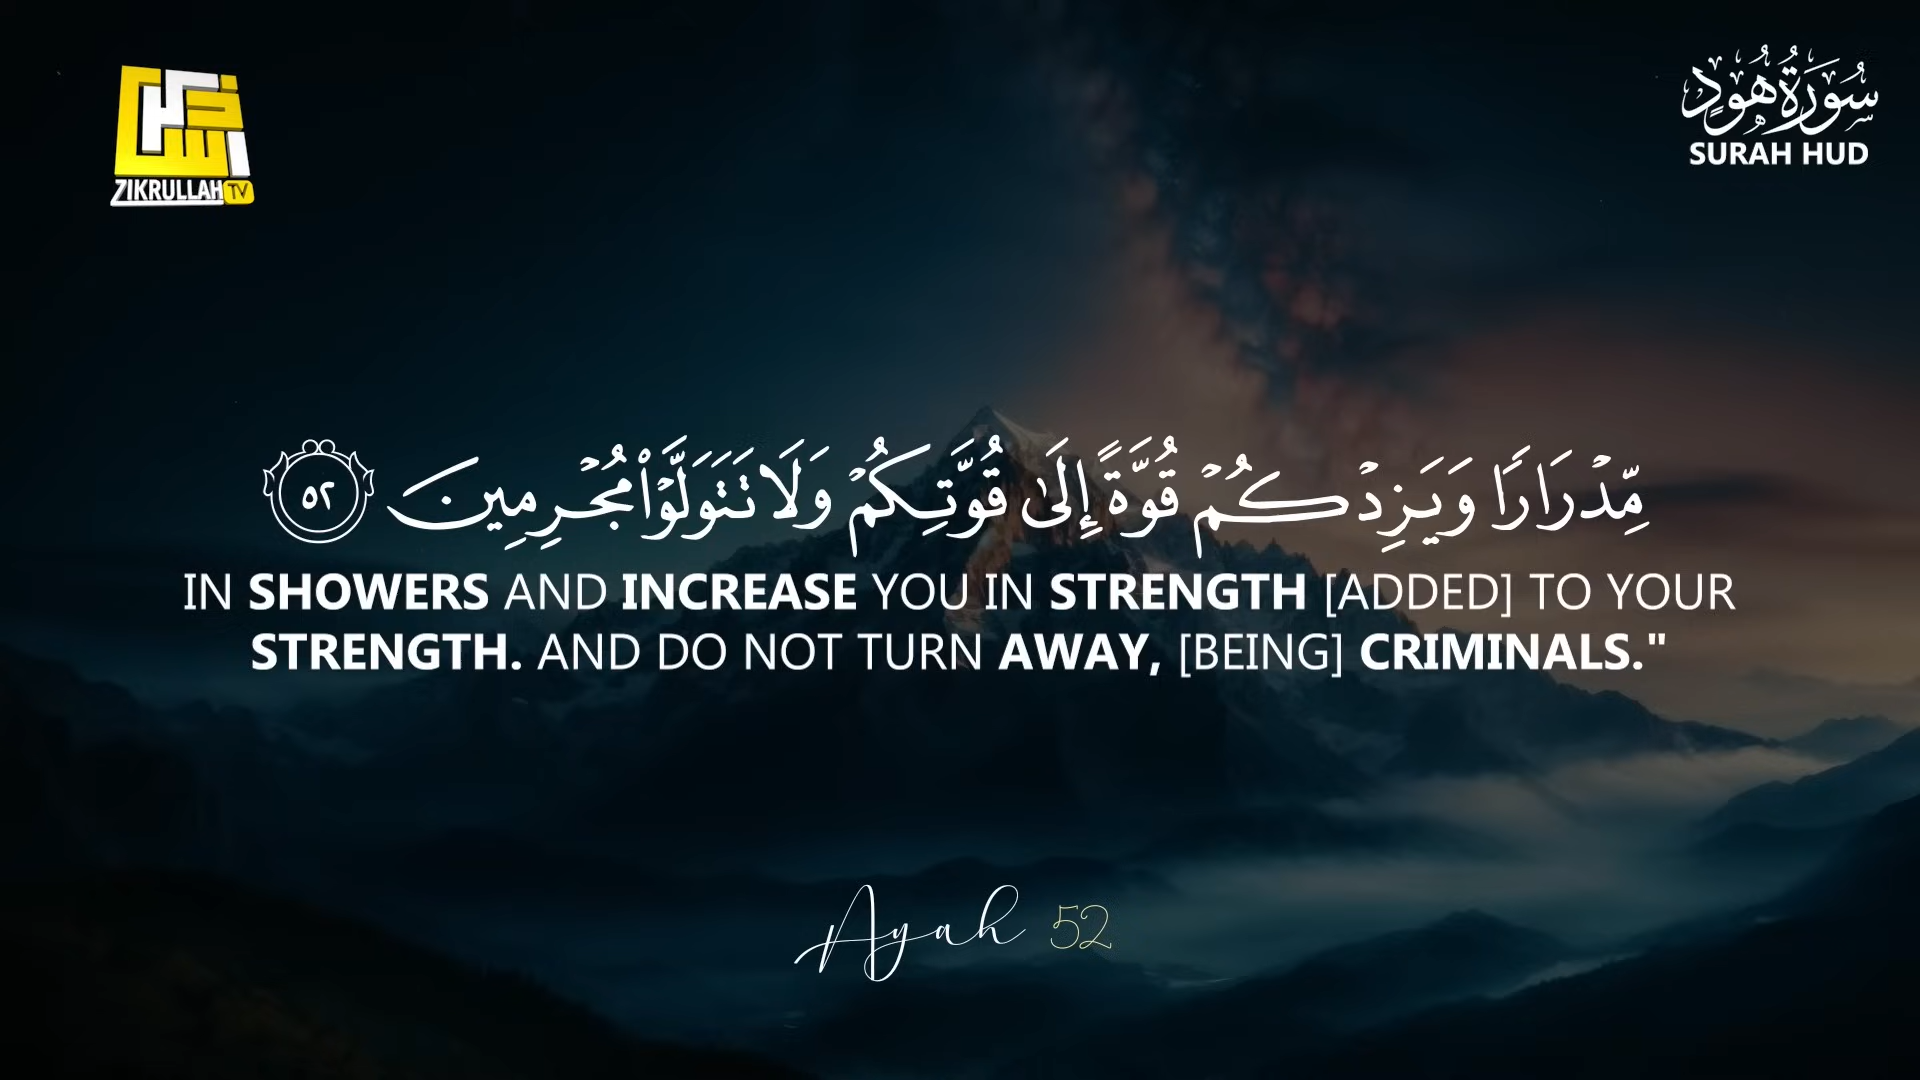 ZIKRULLAH TV
سُورَةُ هُودٍ
SURAH HUD
مِّدْرَارًا وَيَزِدْكُمْ قُوَّةً إِلَىٰ قُوَّتِكُمْ وَلَا تَتَوَلَّوْا۟ مُجْرِمِينَ ٥٢
IN SHOWERS AND INCREASE YOU IN STRENGTH [ADDED] TO YOUR
STRENGTH. AND DO NOT TURN AWAY, [BEING] CRIMINALS."
Ayah 52